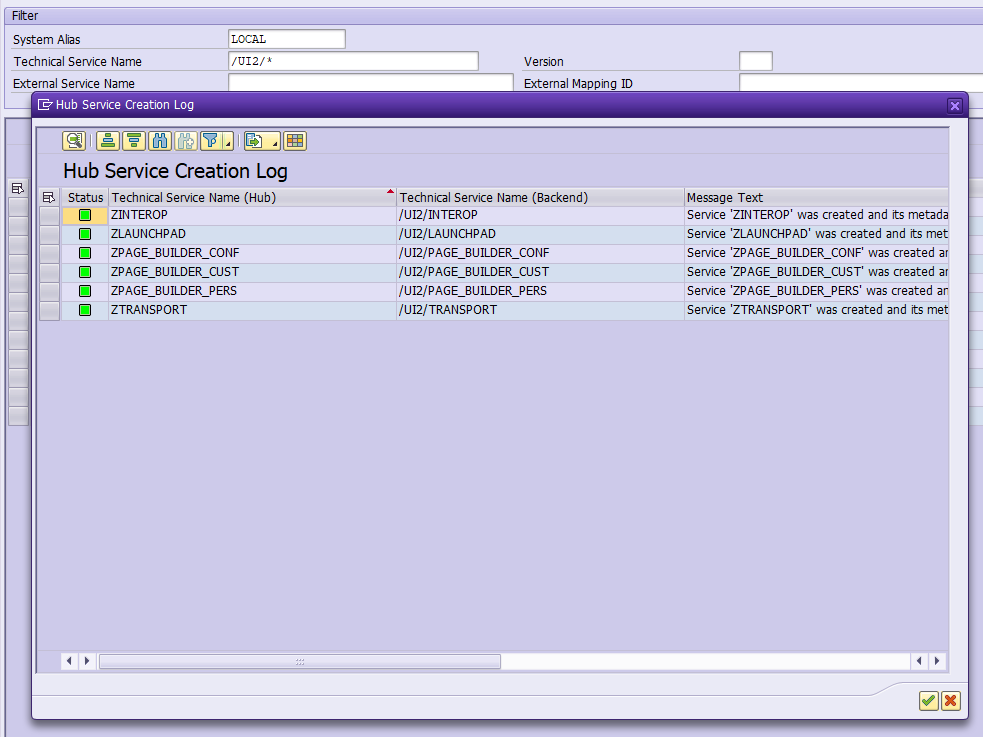 Filter
System Alias LOCAL
Technical Service Name /UI2/* Version
External Service Name External Mapping ID
Hub Service Creation Log
Hub Service Creation Log
Status Technical Service Name (Hub) Technical Service Name (Backend) Message Text
ZINTEROP /UI2/INTEROP Service 'ZINTEROP' was created and its metada
ZLAUNCHPAD /UI2/LAUNCHPAD Service 'ZLAUNCHPAD' was created and its met
ZPAGE_BUILDER_CONF /UI2/PAGE_BUILDER_CONF Service 'ZPAGE_BUILDER_CONF' was created ar
ZPAGE_BUILDER_CUST /UI2/PAGE_BUILDER_CUST Service 'ZPAGE_BUILDER_CUST' was created ar
ZPAGE_BUILDER_PERS /UI2/PAGE_BUILDER_PERS Service 'ZPAGE_BUILDER_PERS' was created ar
ZTRANSPORT /UI2/TRANSPORT Service 'ZTRANSPORT' was created and its met